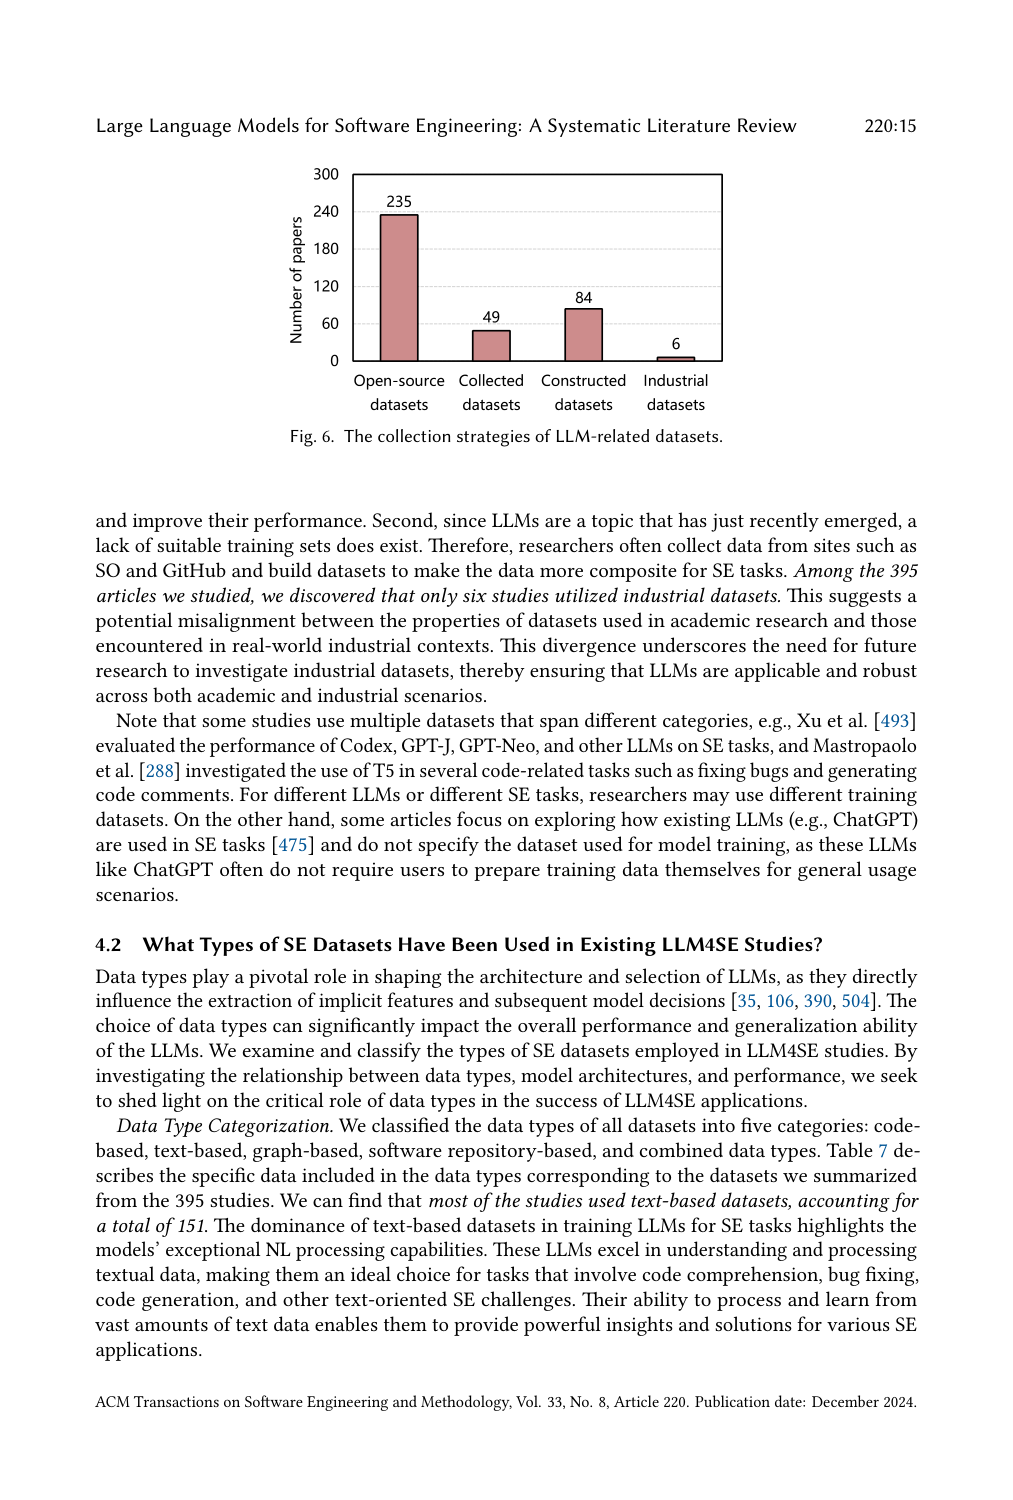 Large Language Models for Software Engineering: A Systematic Literature Review 220:15
300
240
180
120
60
0
Number of papers
235
49
84
6
Open-source datasets
Collected datasets
Constructed datasets
Industrial datasets
Fig. 6. The collection strategies of LLM-related datasets.
and improve their performance. Second, since LLMs are a topic that has just recently emerged, a
lack of suitable training sets does exist. Therefore, researchers often collect data from sites such as
SO and GitHub and build datasets to make the data more composite for SE tasks. Among the 395
articles we studied, we discovered that only six studies utilized industrial datasets. This suggests a
potential misalignment between the properties of datasets used in academic research and those
encountered in real-world industrial contexts. This divergence underscores the need for future
research to investigate industrial datasets, thereby ensuring that LLMs are applicable and robust
across both academic and industrial scenarios.
Note that some studies use multiple datasets that span different categories, e.g., Xu et al. [493]
evaluated the performance of Codex, GPT-J, GPT-Neo, and other LLMs on SE tasks, and Mastropaolo
et al. [288] investigated the use of T5 in several code-related tasks such as fixing bugs and generating
code comments. For different LLMs or different SE tasks, researchers may use different training
datasets. On the other hand, some articles focus on exploring how existing LLMs (e.g., ChatGPT)
are used in SE tasks [475] and do not specify the dataset used for model training, as these LLMs
like ChatGPT often do not require users to prepare training data themselves for general usage
scenarios.
4.2 What Types of SE Datasets Have Been Used in Existing LLM4SE Studies?
Data types play a pivotal role in shaping the architecture and selection of LLMs, as they directly
influence the extraction of implicit features and subsequent model decisions [35, 106, 390, 504]. The
choice of data types can significantly impact the overall performance and generalization ability
of the LLMs. We examine and classify the types of SE datasets employed in LLM4SE studies. By
investigating the relationship between data types, model architectures, and performance, we seek
to shed light on the critical role of data types in the success of LLM4SE applications.
Data Type Categorization. We classified the data types of all datasets into five categories: code-
based, text-based, graph-based, software repository-based, and combined data types. Table 7 de-
scribes the specific data included in the data types corresponding to the datasets we summarized
from the 395 studies. We can find that most of the studies used text-based datasets, accounting for
a total of 151. The dominance of text-based datasets in training LLMs for SE tasks highlights the
models' exceptional NL processing capabilities. These LLMs excel in understanding and processing
textual data, making them an ideal choice for tasks that involve code comprehension, bug fixing,
code generation, and other text-oriented SE challenges. Their ability to process and learn from
vast amounts of text data enables them to provide powerful insights and solutions for various SE
applications.
ACM Transactions on Software Engineering and Methodology, Vol. 33, No. 8, Article 220. Publication date: December 2024.